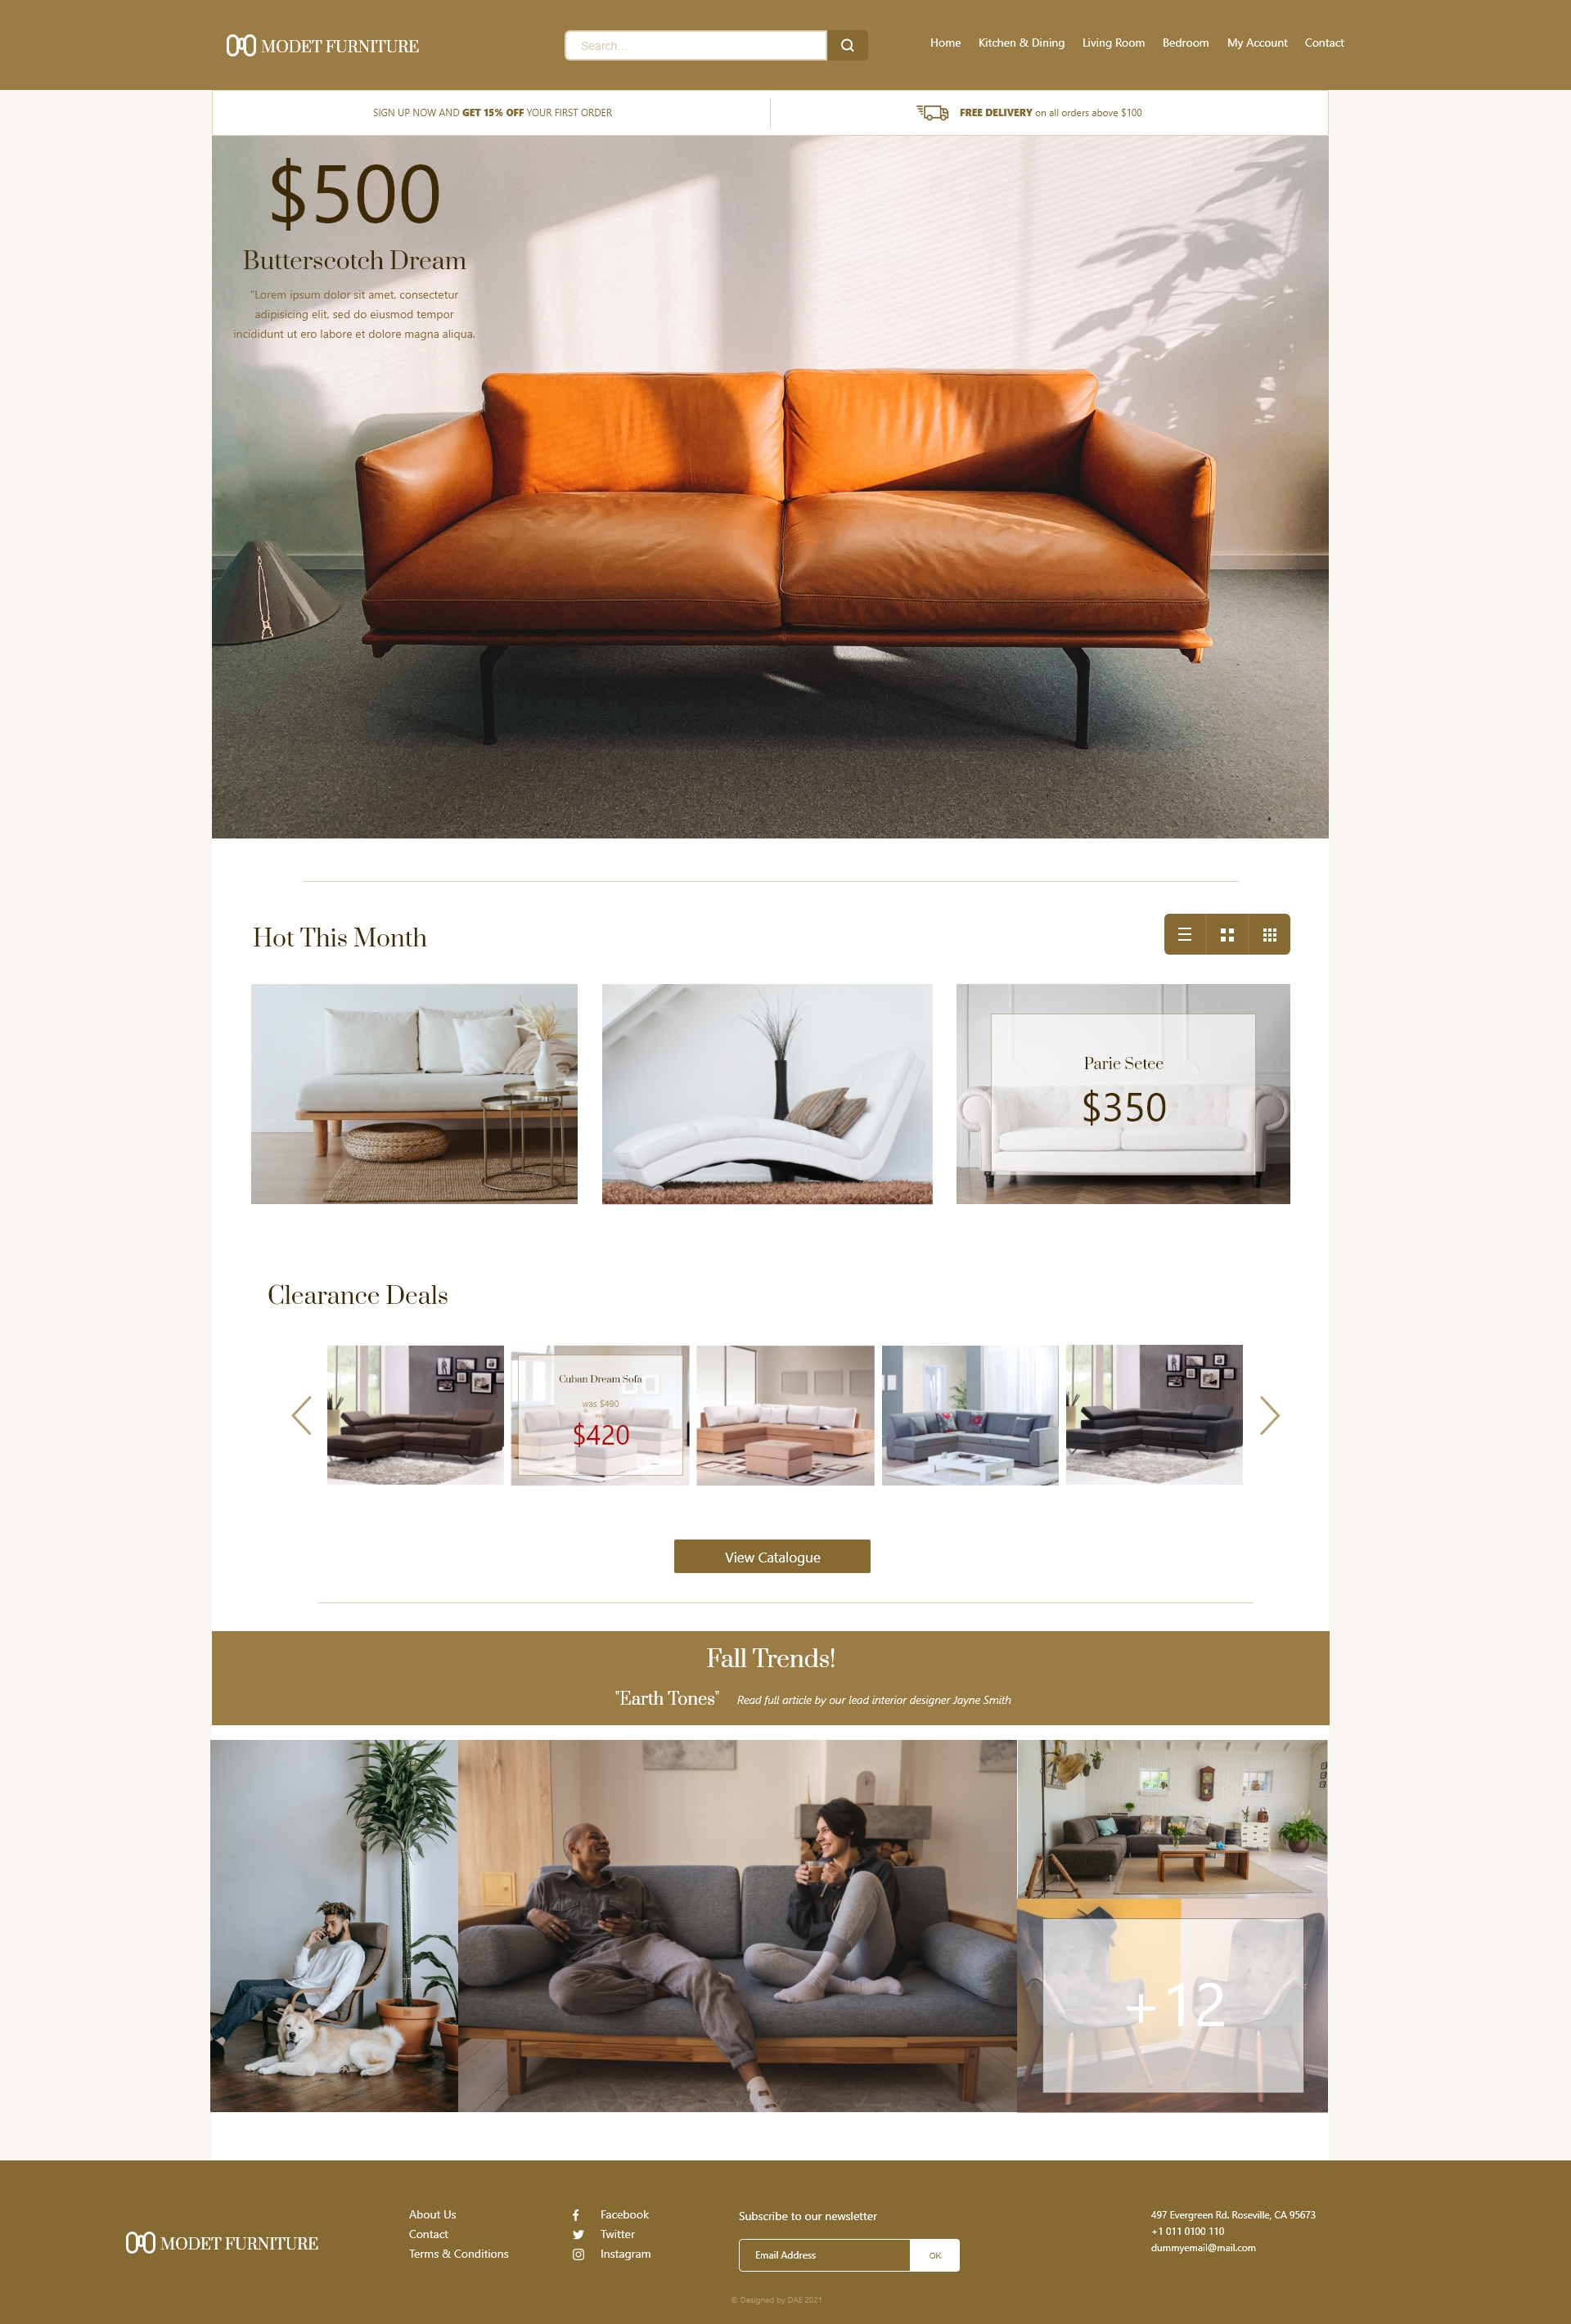 MODET FURNITURE
Search...
Home Kitchen & Dining Living Room Bedroom My Account Contact
SIGN UP NOW AND GET 15% OFF YOUR FIRST ORDER
FREE DELIVERY on all orders above $100
$500
Butterscotch Dream
"Lorem ipsum dolor sit amet, consectetur
adipisicing elit, sed do eiusmod tempor
incididunt ut ero labore et dolore magna aliqua.
Hot This Month
Parie Setee
$350
Clearance Deals
Cuban Dream Sofa
was $490
$420
View Catalogue
Fall Trends!
"Earth Tones" Read full article by our lead interior designer Jayne Smith
+12
MODET FURNITURE
About Us
Contact
Terms & Conditions
Facebook
Twitter
Instagram
Subscribe to our newsletter
Email Address
OK
497 Evergreen Rd. Roseville, CA 95673
+1 011 0100 110
dummyemail@mail.com
© Designed by DAE 2021